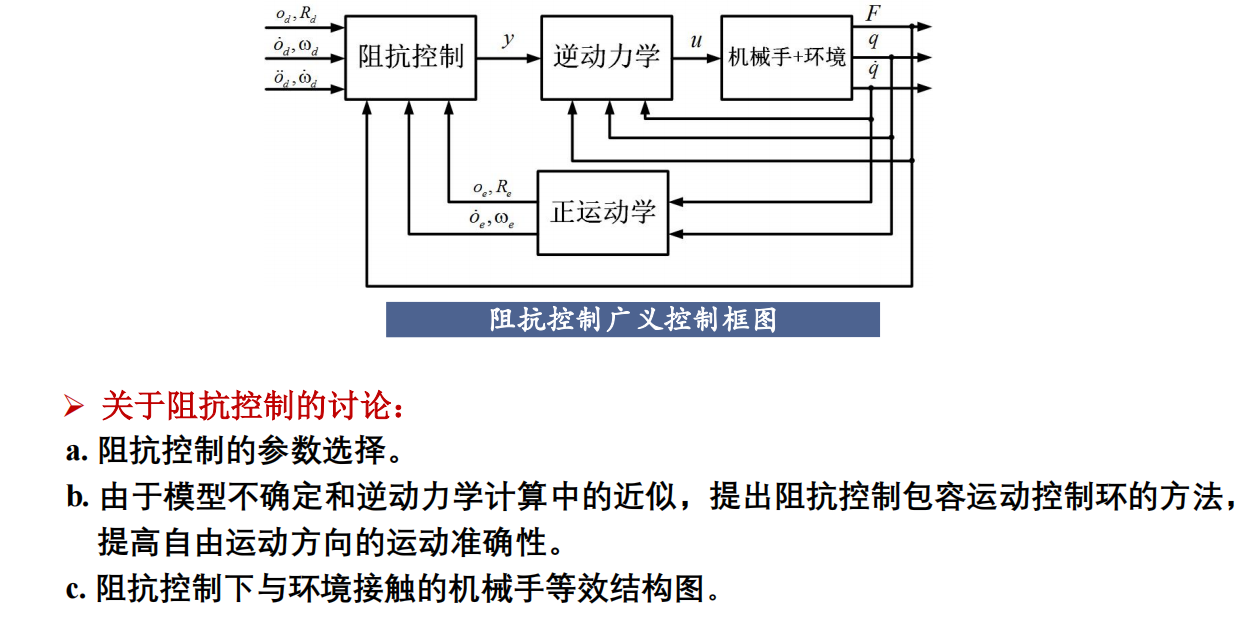 o_d, R_d
ȯ_d, ω_d
ö_d, ω̇_d
阻抗控制
y
逆动力学
u
机械手+环境
F
q
q̇
o_e, R_e
ȯ_e, ω_e
正运动学
阻抗控制广义控制框图
➢ 关于阻抗控制的讨论:
a. 阻抗控制的参数选择。
b. 由于模型不确定和逆动力学计算中的近似，提出阻抗控制包容运动控制环的方法，
提高自由运动方向的运动准确性。
c. 阻抗控制下与环境接触的机械手等效结构图。